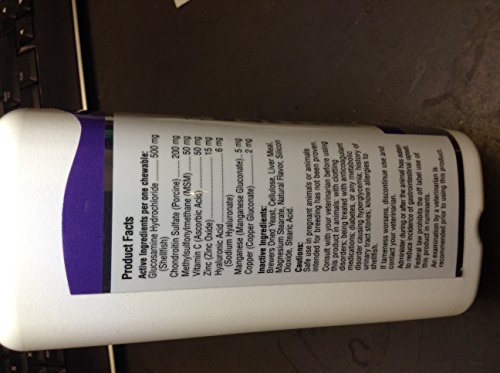 Product Facts
Active Ingredients per one chewable:
Glucosamine Hydrochloride ........ 500 mg
(Shellfish)
Chondroitin Sulfate (Porcine) ..... 200 mg
Methylsulfonylmethane (MSM) ..... 50 mg
Vitamin C (Ascorbic Acid) ........ 50 mg
Zinc (Zinc Oxide) ........ 15 mg
Hyaluronic Acid ........ 6 mg
(Sodium Hyaluronate)
Manganese (Manganese Gluconate) .. 5 mg
Copper (Copper Gluconate) ........ 2 mg
Inactive Ingredients:
Brewers Dried Yeast, Cellulose, Liver Meal,
Magnesium Stearate, Natural Flavor, Silicon
Dioxide, Stearic Acid.
Cautions:
Safe use in pregnant animals or animals
intended for breeding has not been proven.
Consult with your veterinarian before using
this product in animals: with clotting
disorders; being treated with anticoagulant
medications; diabetes, or any metabolic
disorder causing hyperglycemia; history of
urinary tract stones; known allergies to
shellfish.
If lameness worsens, discontinue use and
contact your veterinarian.
Administer during or after the animal has eaten
to reduce incidence of gastrointestinal upset.
Federal law prohibits the off label use of
this product in ruminants.
An examination by a veterinarian is
recommended prior to using this product.